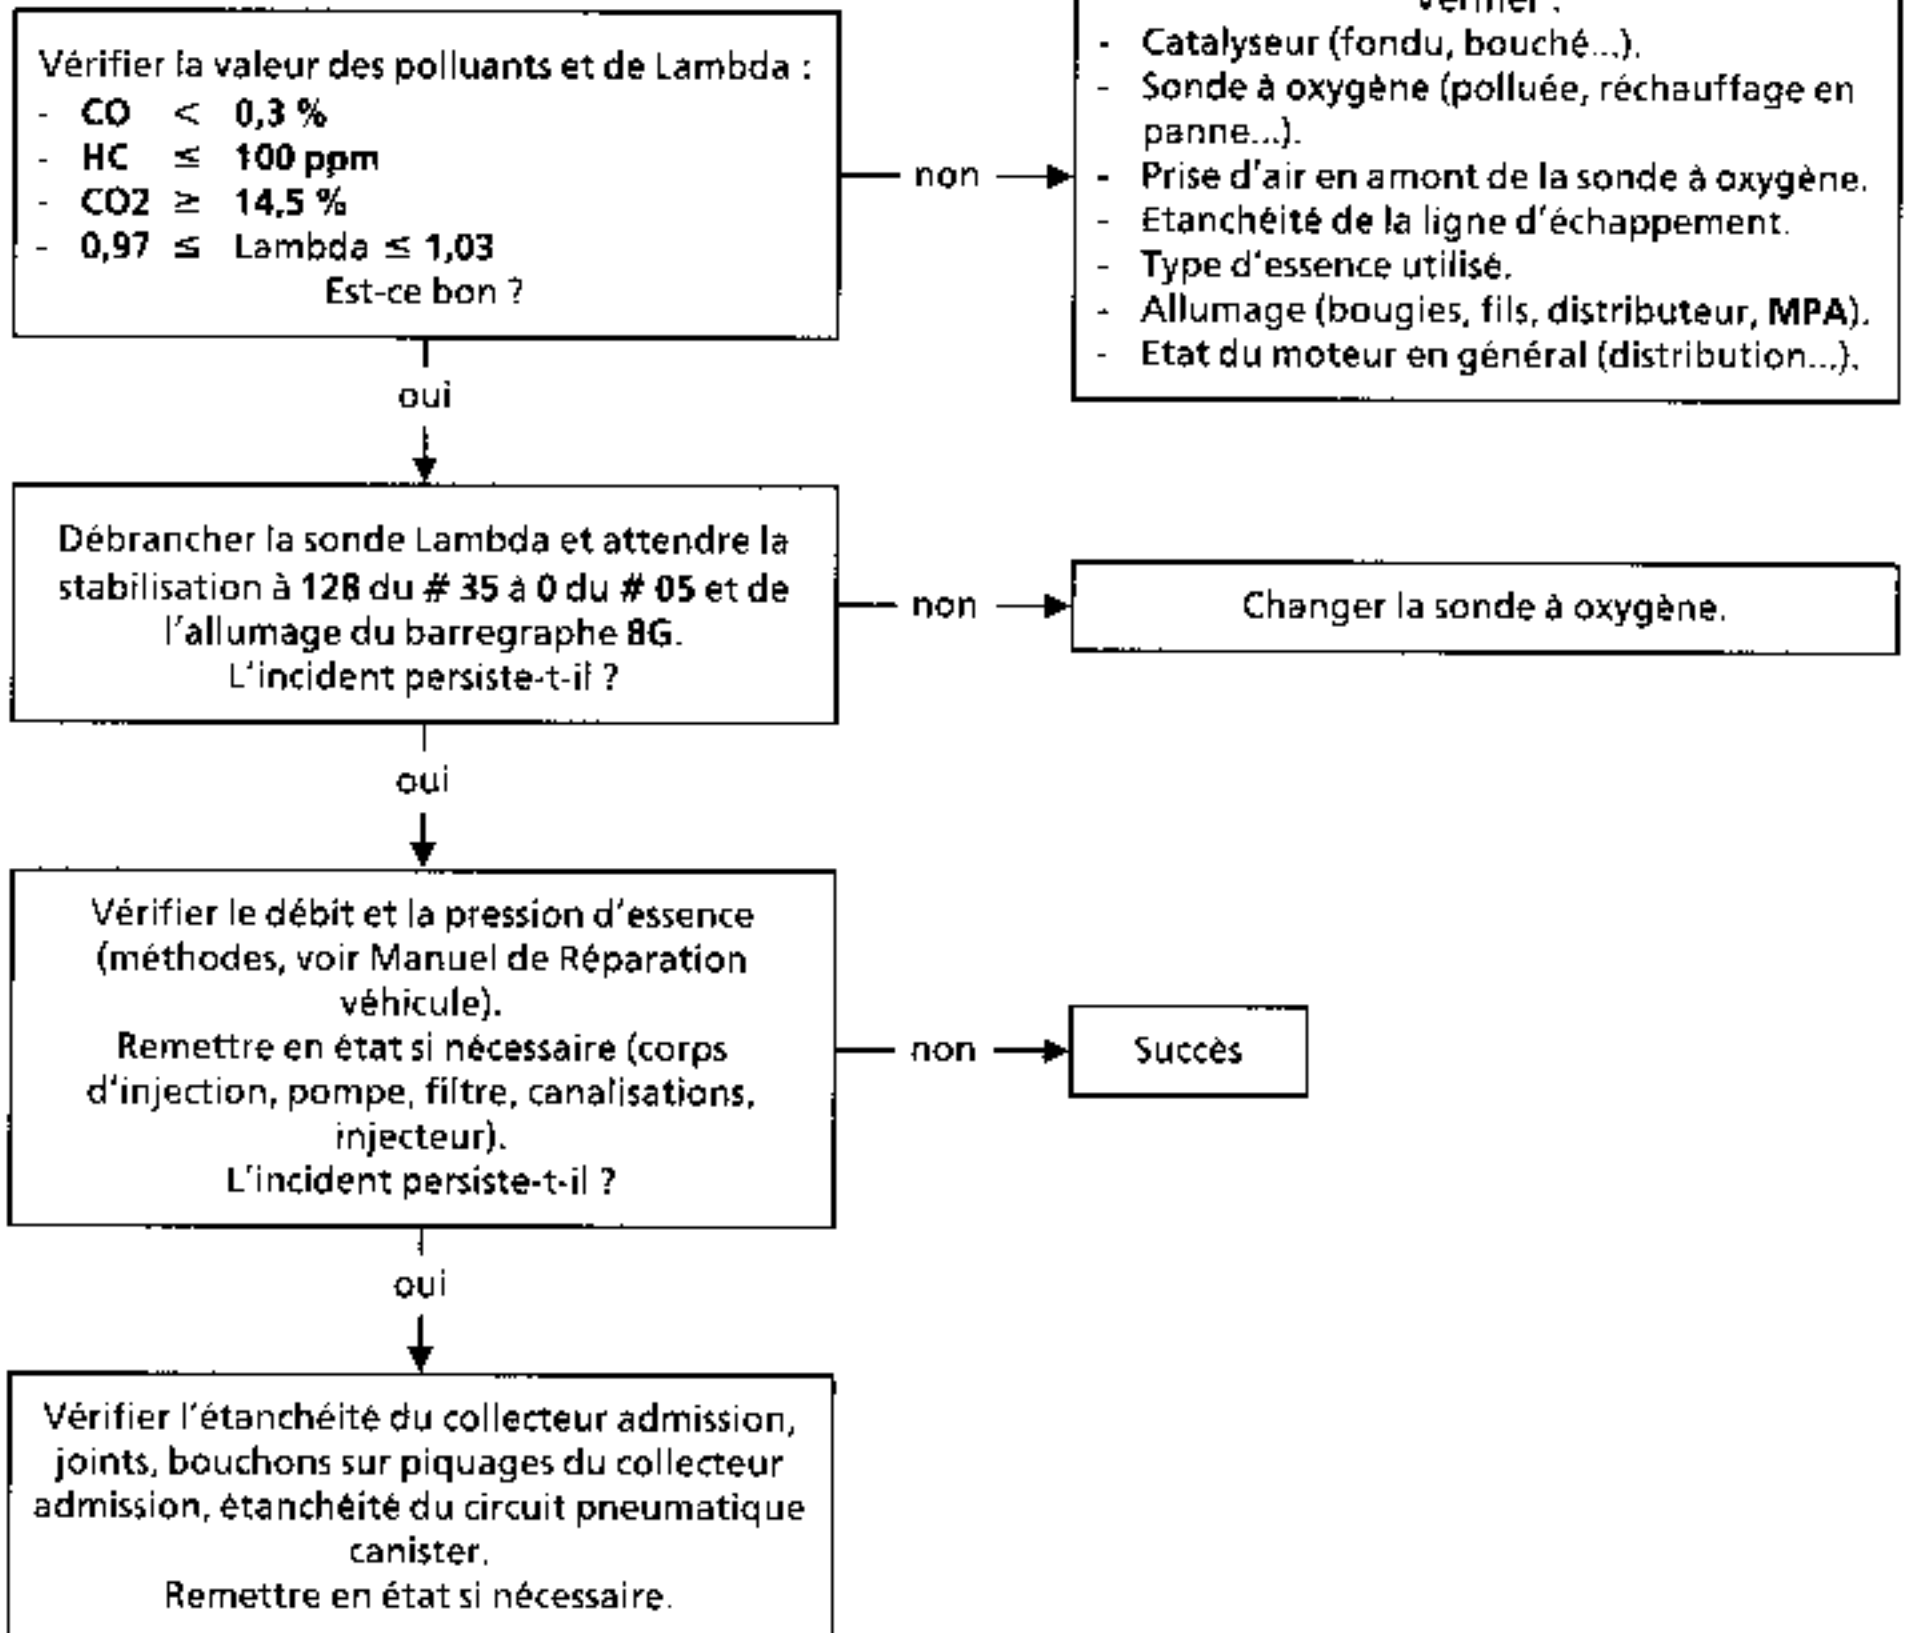 Vérifier la valeur des polluants et de Lambda :
- CO < 0,3 %
- HC ≤ 100 ppm
- CO2 ≥ 14,5 %
- 0,97 ≤ Lambda ≤ 1,03
Est-ce bon ?
non
- Catalyseur (fondu, bouché...).
- Sonde à oxygène (polluée, réchauffage en
panne...).
- Prise d'air en amont de la sonde à oxygène.
- Etanchéité de la ligne d'échappement.
- Type d'essence utilisé.
- Allumage (bougies, fils, distributeur, MPA).
- Etat du moteur en général (distribution...).
oui
Débrancher la sonde Lambda et attendre la
stabilisation à 128 du # 35 à 0 du # 05 et de
l'allumage du barregraphe 8G.
L'incident persiste-t-il ?
non
Changer la sonde à oxygène.
oui
Vérifier le débit et la pression d'essence
(méthodes, voir Manuel de Réparation
véhicule).
Remettre en état si nécessaire (corps
d'injection, pompe, filtre, canalisations,
injecteur).
L'incident persiste-t-il ?
non
Succès
oui
Vérifier l'étanchéité du collecteur admission,
joints, bouchons sur piquages du collecteur
admission, étanchéité du circuit pneumatique
canister.
Remettre en état si nécessaire.